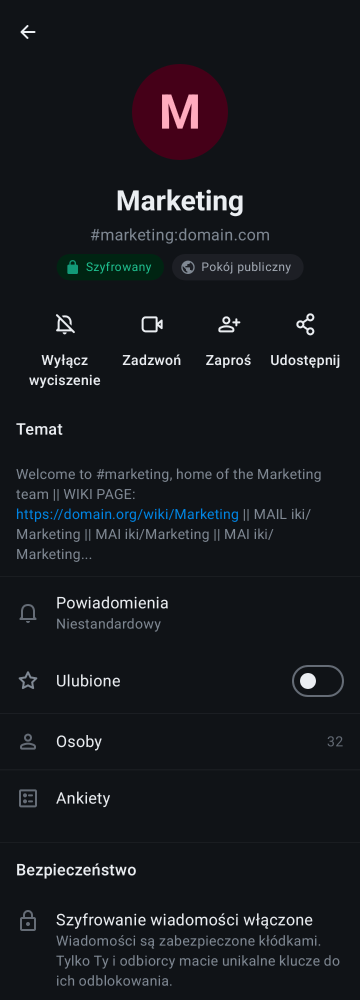 M
Marketing
#marketing:domain.com
Szyfrowany
Pokój publiczny
Wyłącz
wyciszenie
Zadzwoń
Zaproś
Udostępnij
Temat
Welcome to #marketing, home of the Marketing
team || WIKI PAGE:
https://domain.org/wiki/Marketing || MAIL iki/
Marketing || MAI iki/Marketing || MAI iki/
Marketing...
Powiadomienia
Niestandardowy
Ulubione
Osoby 32
Ankiety
Bezpieczeństwo
Szyfrowanie wiadomości włączone
Wiadomości są zabezpieczone kłódkami.
Tylko Ty i odbiorcy macie unikalne klucze do
ich odblokowania.